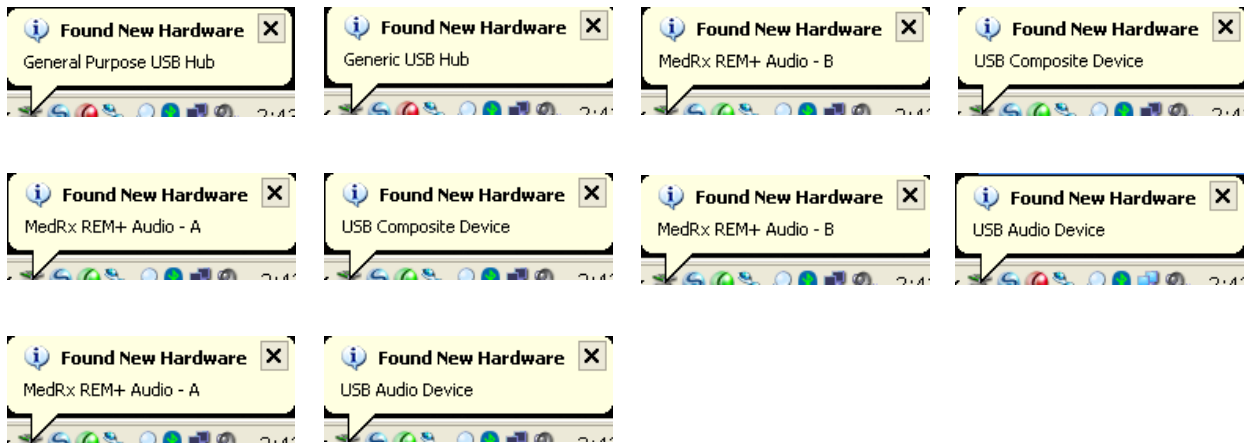 Found New Hardware
General Purpose USB Hub
Found New Hardware
Generic USB Hub
Found New Hardware
MedRx REM+ Audio - B
Found New Hardware
USB Composite Device
Found New Hardware
MedRx REM+ Audio - A
Found New Hardware
USB Composite Device
Found New Hardware
MedRx REM+ Audio - B
Found New Hardware
USB Audio Device
Found New Hardware
MedRx REM+ Audio - A
Found New Hardware
USB Audio Device